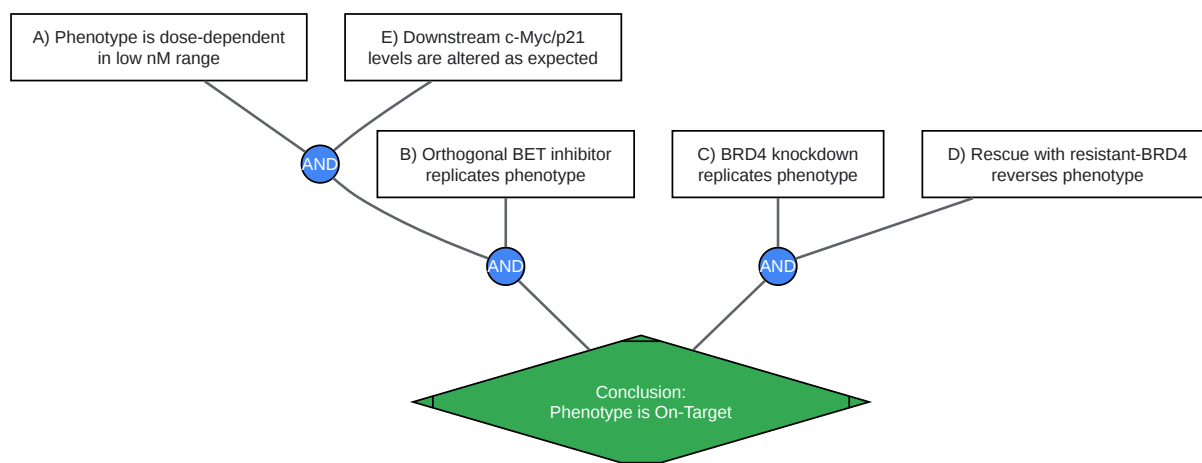 A) Phenotype is dose-dependent
in low nM range
E) Downstream c-Myc/p21
levels are altered as expected
AND
B) Orthogonal BET inhibitor
replicates phenotype
C) BRD4 knockdown
replicates phenotype
D) Rescue with resistant-BRD4
reverses phenotype
AND
AND
Conclusion:
Phenotype is On-Target